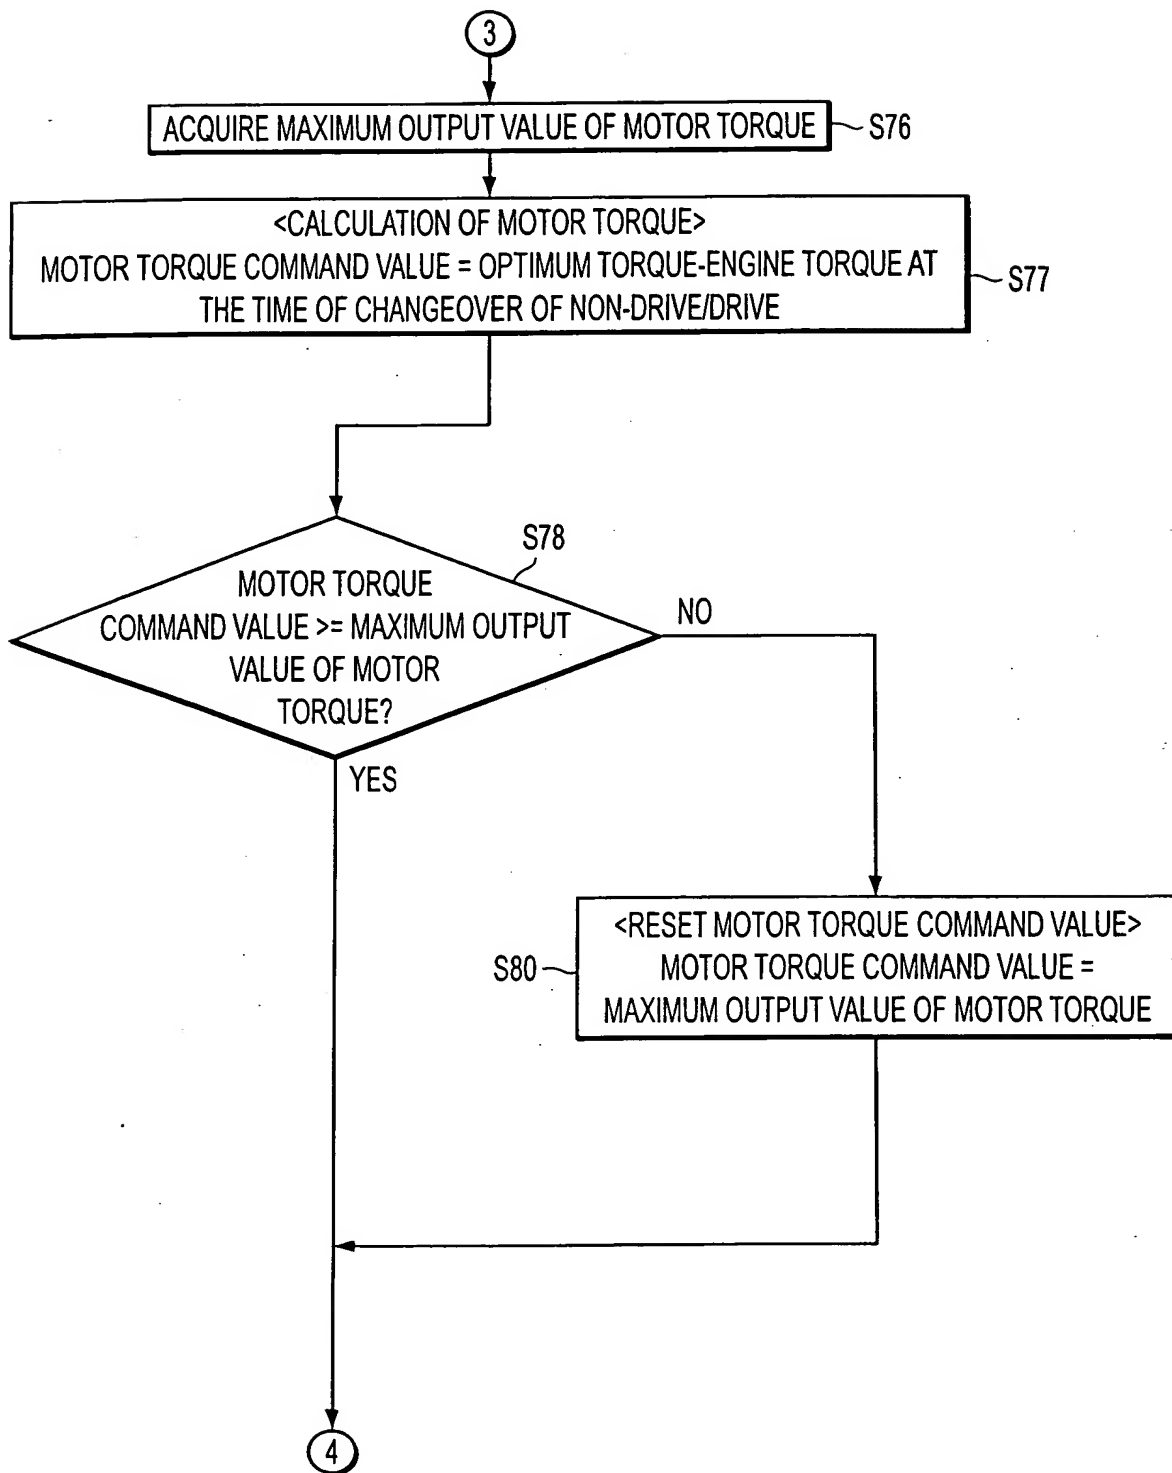 3
ACQUIRE MAXIMUM OUTPUT VALUE OF MOTOR TORQUE
S76
<CALCULATION OF MOTOR TORQUE>
MOTOR TORQUE COMMAND VALUE = OPTIMUM TORQUE-ENGINE TORQUE AT
THE TIME OF CHANGEOVER OF NON-DRIVE/DRIVE
S77
S78
MOTOR TORQUE
COMMAND VALUE >= MAXIMUM OUTPUT
VALUE OF MOTOR
TORQUE?
NO
YES
<RESET MOTOR TORQUE COMMAND VALUE>
MOTOR TORQUE COMMAND VALUE =
MAXIMUM OUTPUT VALUE OF MOTOR TORQUE
S80
4